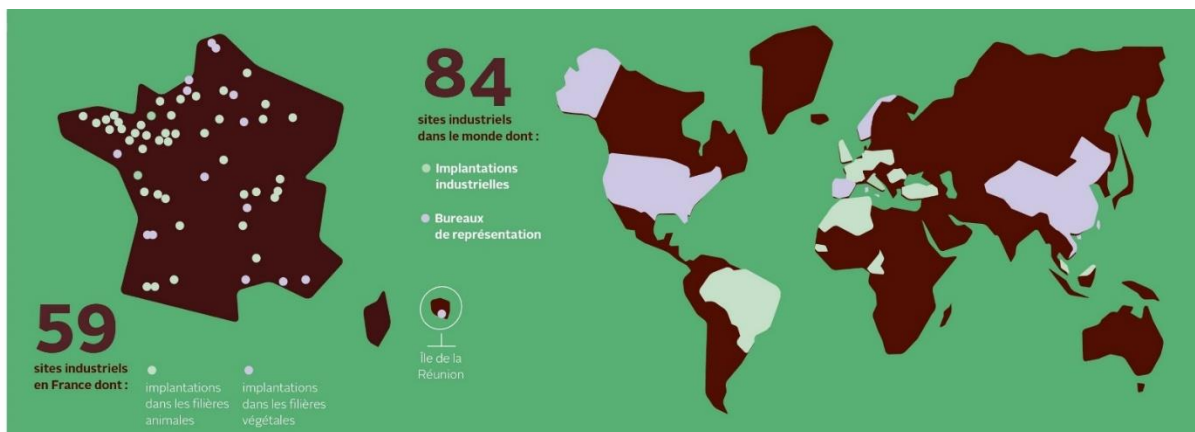 59
sites industriels
en France dont :
implantations
dans les filières
animales
implantations
dans les filières
végétales
84
sites industriels
dans le monde dont :
Implantations
industrielles
Bureaux
de représentation
Île de la
Réunion